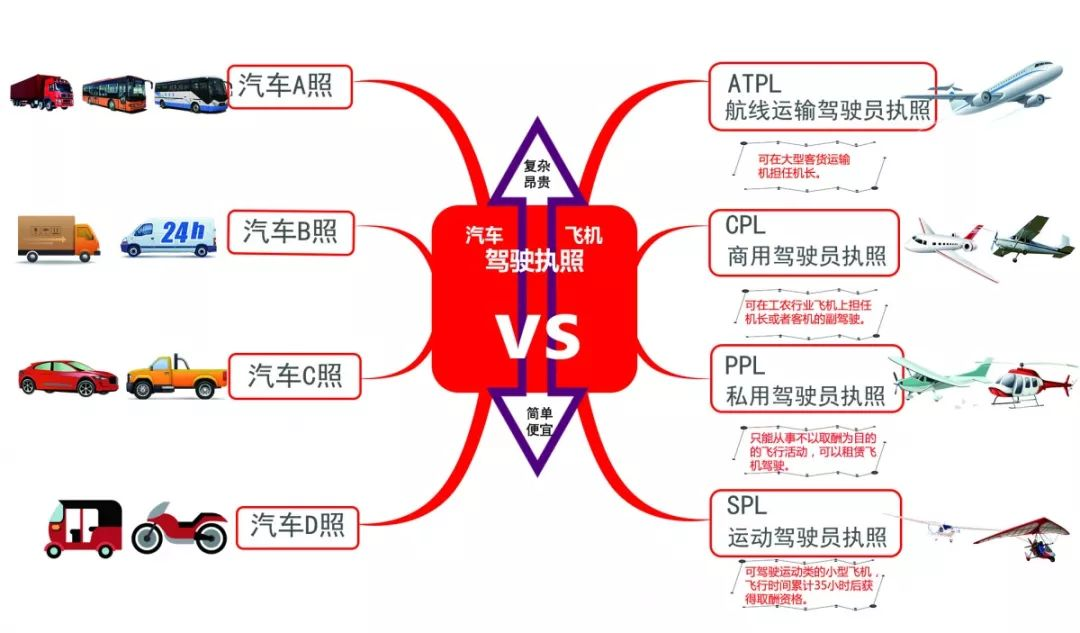 汽车A照
汽车B照
24h
汽车C照
汽车D照
复杂
昂贵
汽车 飞机
驾驶执照
VS
简单
便宜
ATPL
航线运输驾驶员执照
可在大型客货运输
机担任机长。
CPL
商用驾驶员执照
可在工农行业飞机上担任
机长或者客机的副驾驶。
PPL
私用驾驶员执照
只能从事不以取酬为目的
的飞行活动，可以租赁飞
机驾驶。
SPL
运动驾驶员执照
可驾驶运动类的小型飞机，
飞行时间累计35小时后获
得取酬资格。